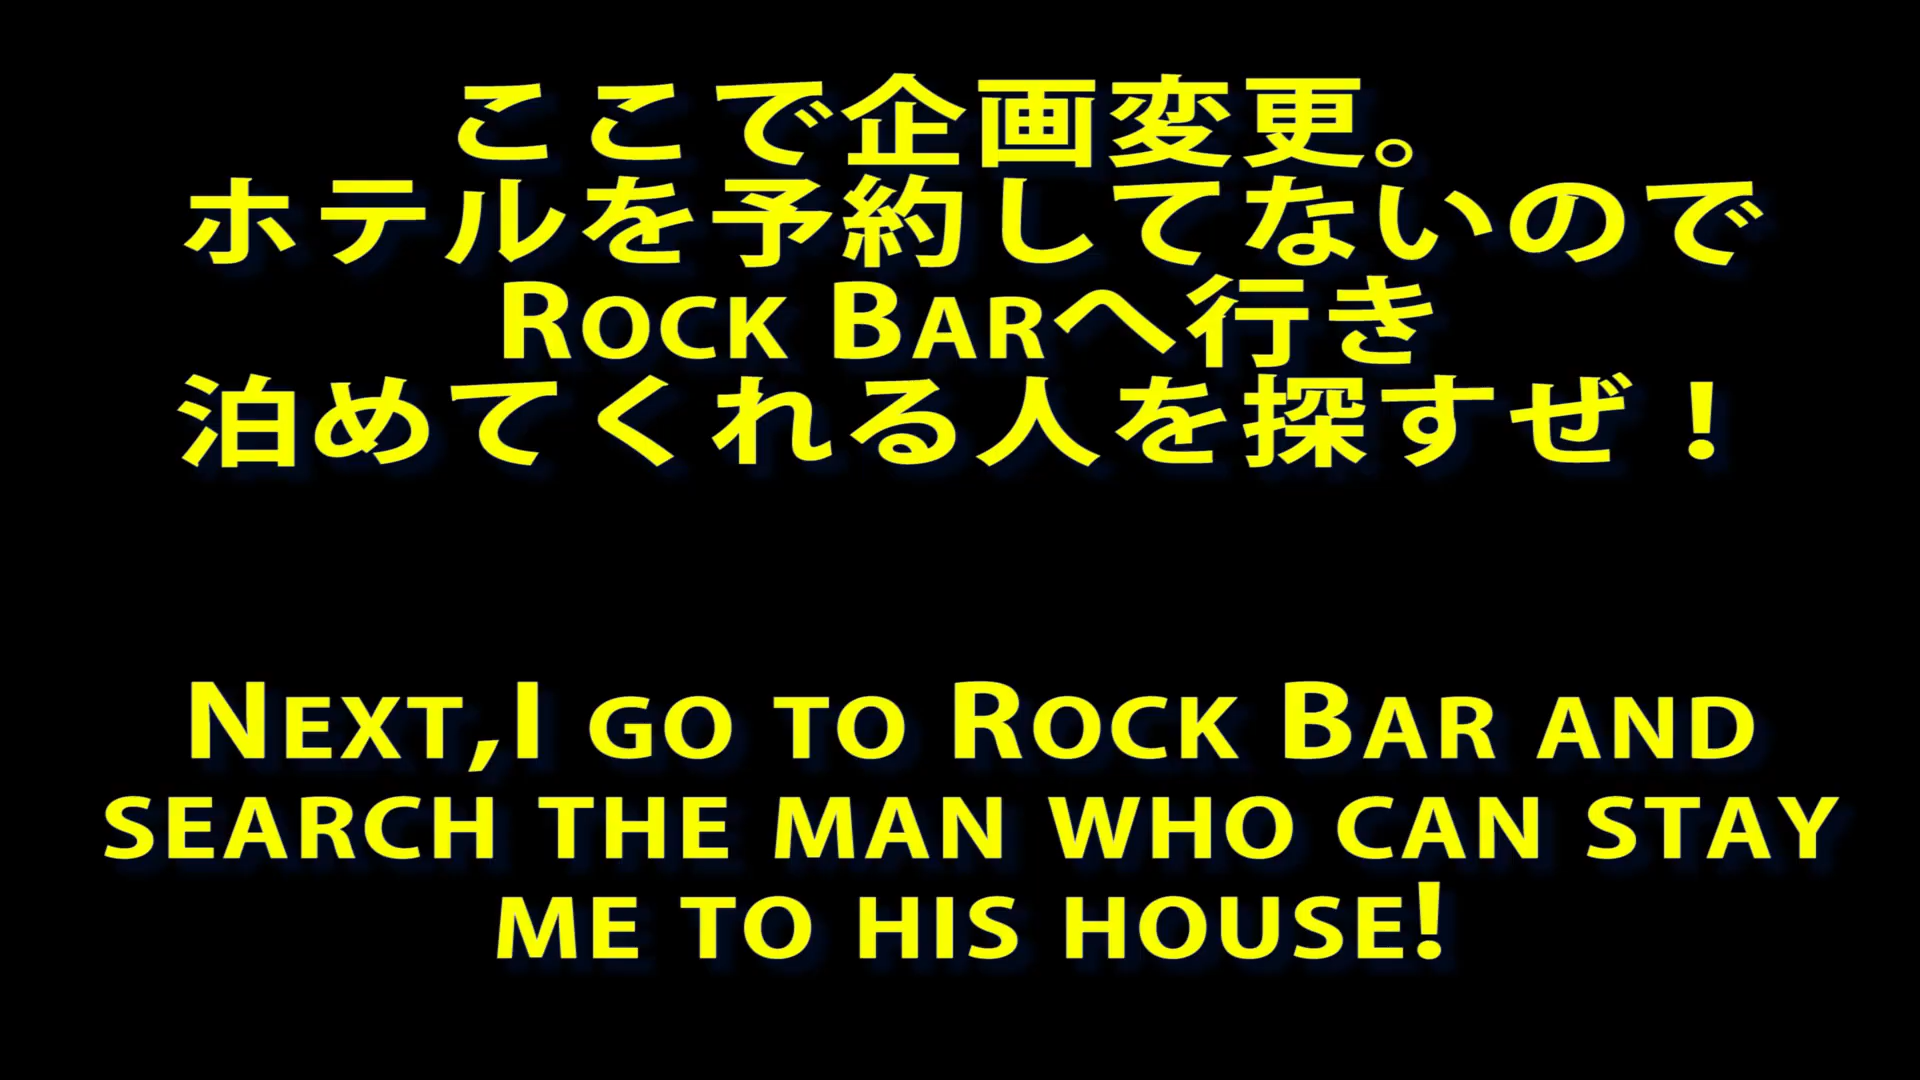 ここで企画変更。
ホテルを予約してないので
Rock Barへ行き
泊めてくれる人を探すぜ！
Next,I go to Rock Bar and
search the man who can stay
me to his house!